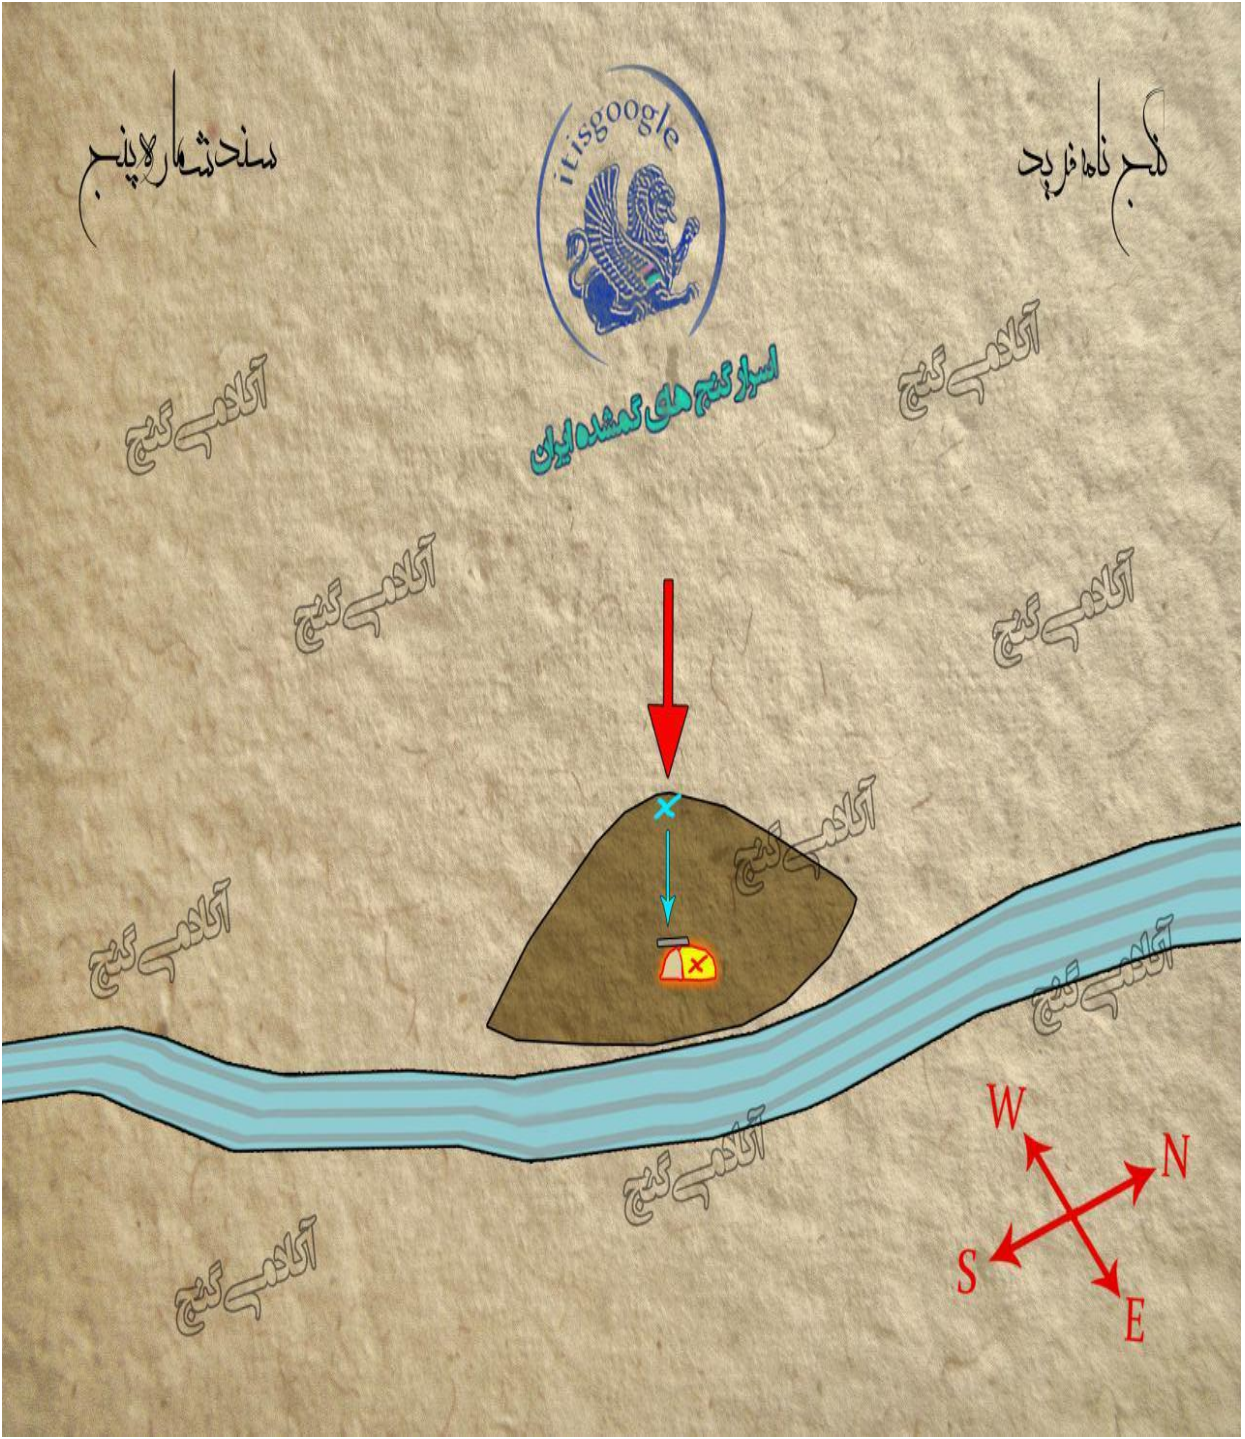 گنج نامه فرید
سند شماره پنج
itisgoogle
اسرار گنج های گمشده ایران
آکادمی گنج
آکادمی گنج
آکادمی گنج
آکادمی گنج
آکادمی گنج
آکادمی گنج
آکادمی گنج
آکادمی گنج
آکادمی گنج
W
N
S
E